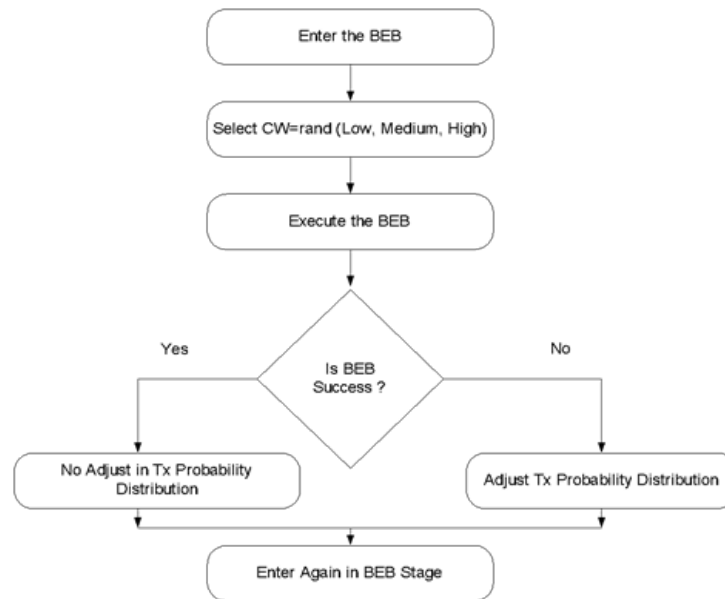 Enter the BEB
Select CW=rand (Low, Medium, High)
Execute the BEB
Yes
No
Is BEB
Success ?
No Adjust in Tx Probability
Distribution
Adjust Tx Probability Distribution
Enter Again in BEB Stage